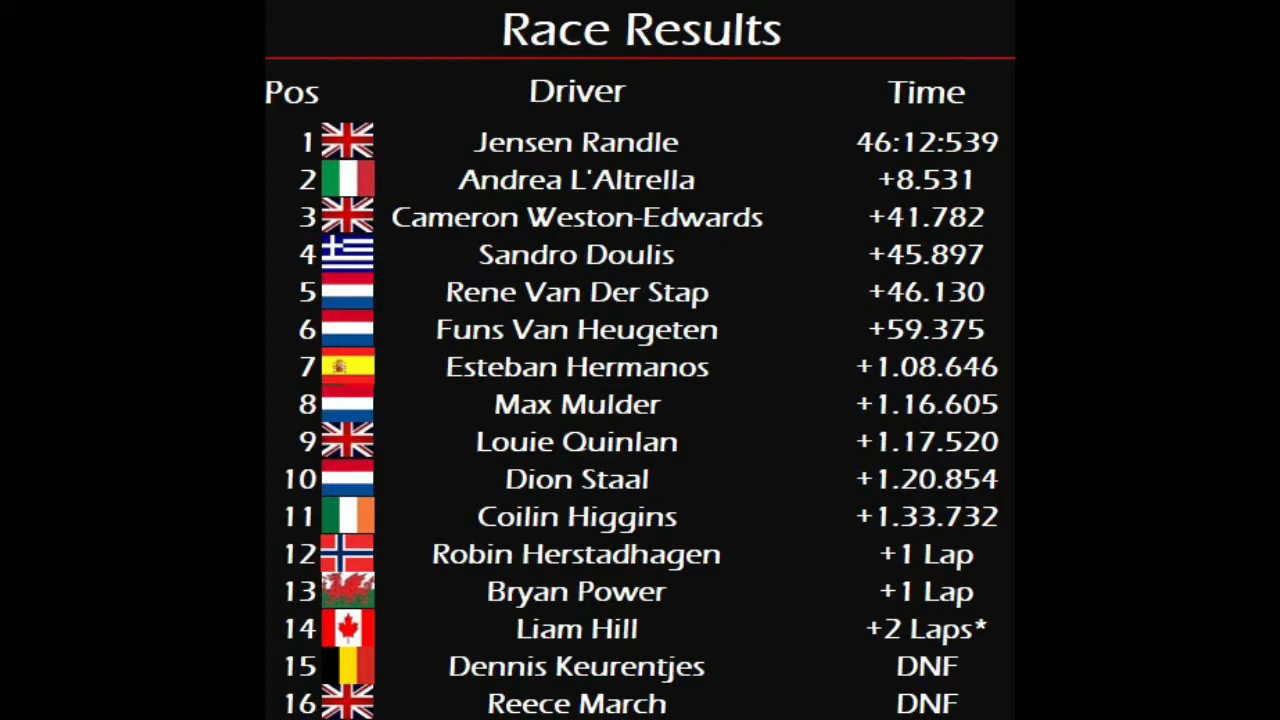 Race Results
Pos Driver Time
1 Jensen Randle 46:12:539
2 Andrea L'Altrella +8.531
3 Cameron Weston-Edwards +41.782
4 Sandro Doulis +45.897
5 Rene Van Der Stap +46.130
6 Funs Van Heugeten +59.375
7 Esteban Hermanos +1.08.646
8 Max Mulder +1.16.605
9 Louie Quinlan +1.17.520
10 Dion Staal +1.20.854
11 Coilin Higgins +1.33.732
12 Robin Herstadhagen +1 Lap
13 Bryan Power +1 Lap
14 Liam Hill +2 Laps*
15 Dennis Keurentjes DNF
16 Reece March DNF